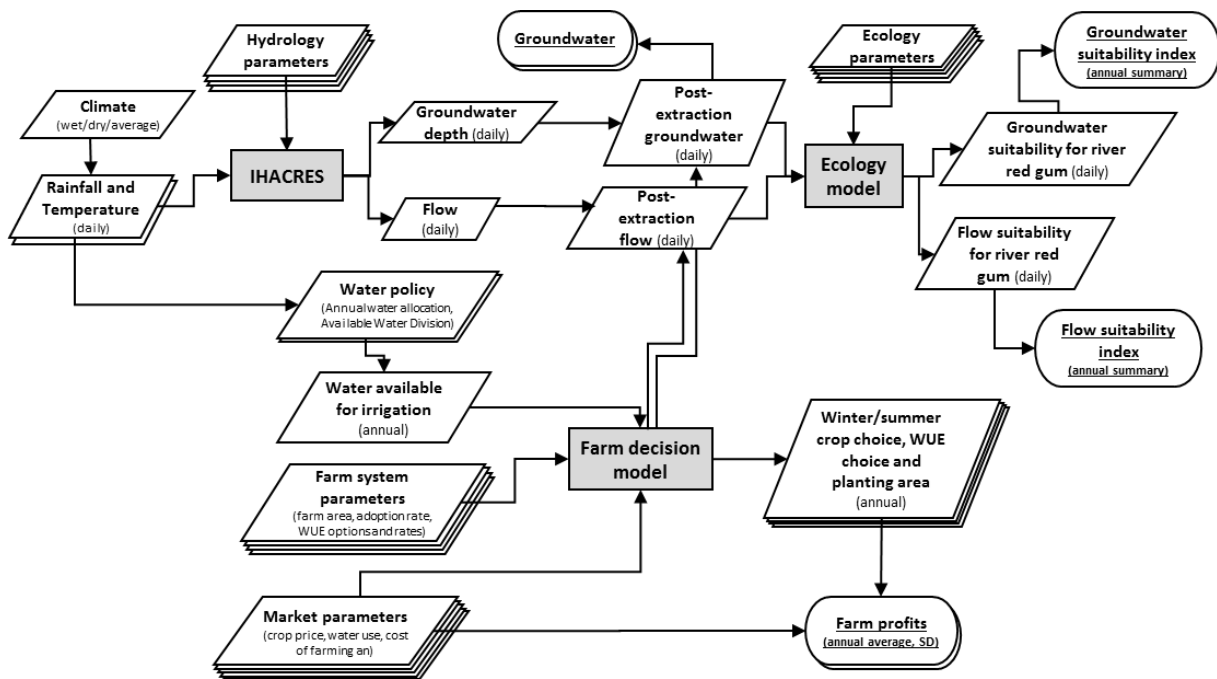 Hydrology
parameters
Groundwater
Ecology
parameters
Groundwater
suitability index
(annual summary)
Climate
(wet/dry/average)
Groundwater
depth (daily)
Post-
extraction
groundwater
(daily)
Groundwater
suitability for river
red gum (daily)
IHACRES
Ecology
model
Rainfall and
Temperature
(daily)
Flow
(daily)
Post-
extraction
flow (daily)
Flow suitability
for river red
gum (daily)
Water policy
(Annual water allocation,
Available Water Division)
Flow suitability
index
(annual summary)
Water available
for irrigation
(annual)
Farm decision
model
Winter/summer
crop choice, WUE
choice and
planting area
(annual)
Farm system
parameters
(farm area, adoption rate,
WUE options and rates)
Market parameters
(crop price, water use, cost
of farming an)
Farm profits
(annual average, SD)